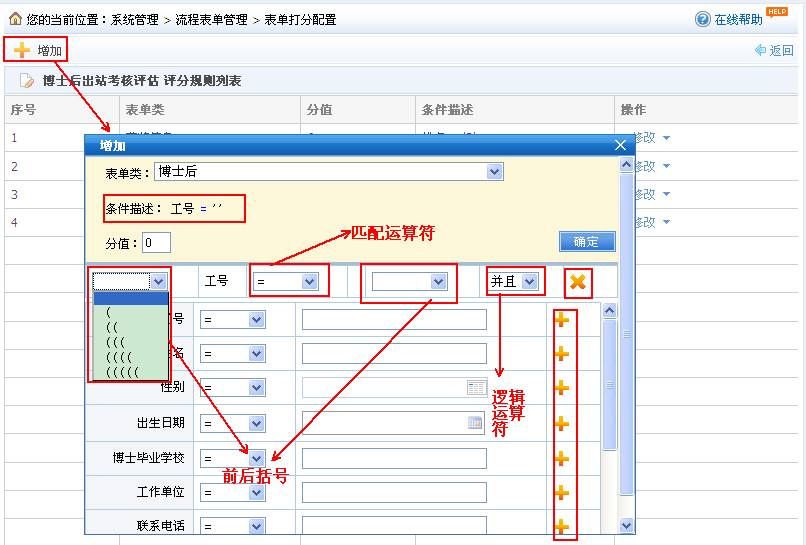 您的当前位置：系统管理 > 流程表单管理 > 表单打分配置
在线帮助 HELP
增加
返回
博士后出站考核评估 评分规则列表
序号 表单类 分值 条件描述 操作
1 修改
2 修改
3 修改
4 修改
增加
表单类： 博士后
条件描述： 工号 = ''
分值： 0
确定
匹配运算符
工号 = 并且
(
((
(((
((((
(((((
号 =
名 =
性别 =
出生日期 =
博士毕业学校 =
工作单位 =
联系电话 =
逻辑
运算
符
前后括号